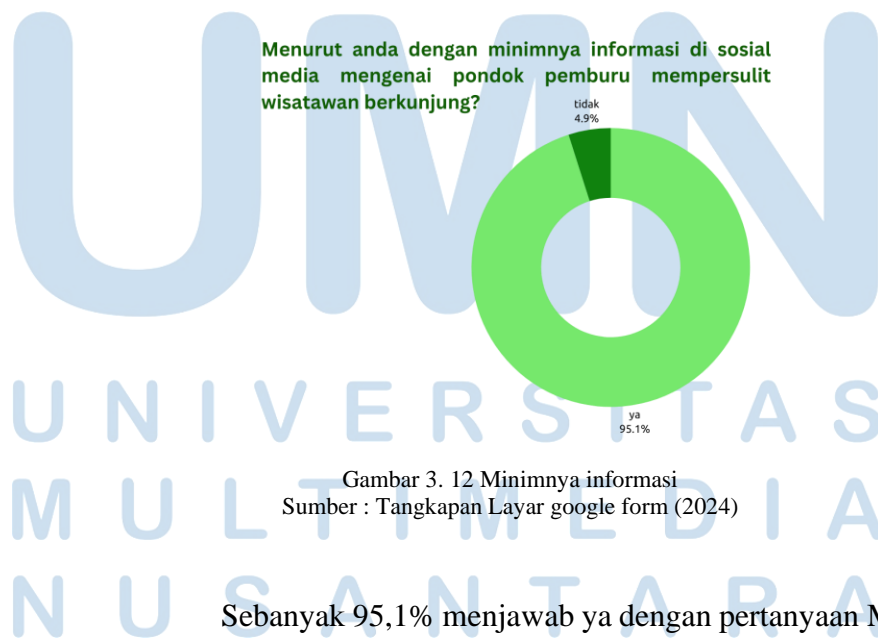 UMN
Menurut anda dengan minimnya informasi di sosial
media mengenai pondok pemburu mempersulit
wisatawan berkunjung?
tidak
4.9%
ya
95.1%
UNIVERSITAS
Gambar 3. 12 Minimnya informasi
Sumber : Tangkapan Layar google form (2024)
MULTIMEDIA
NUSANTARA
Sebanyak 95,1% menjawab ya dengan pertanyaan M